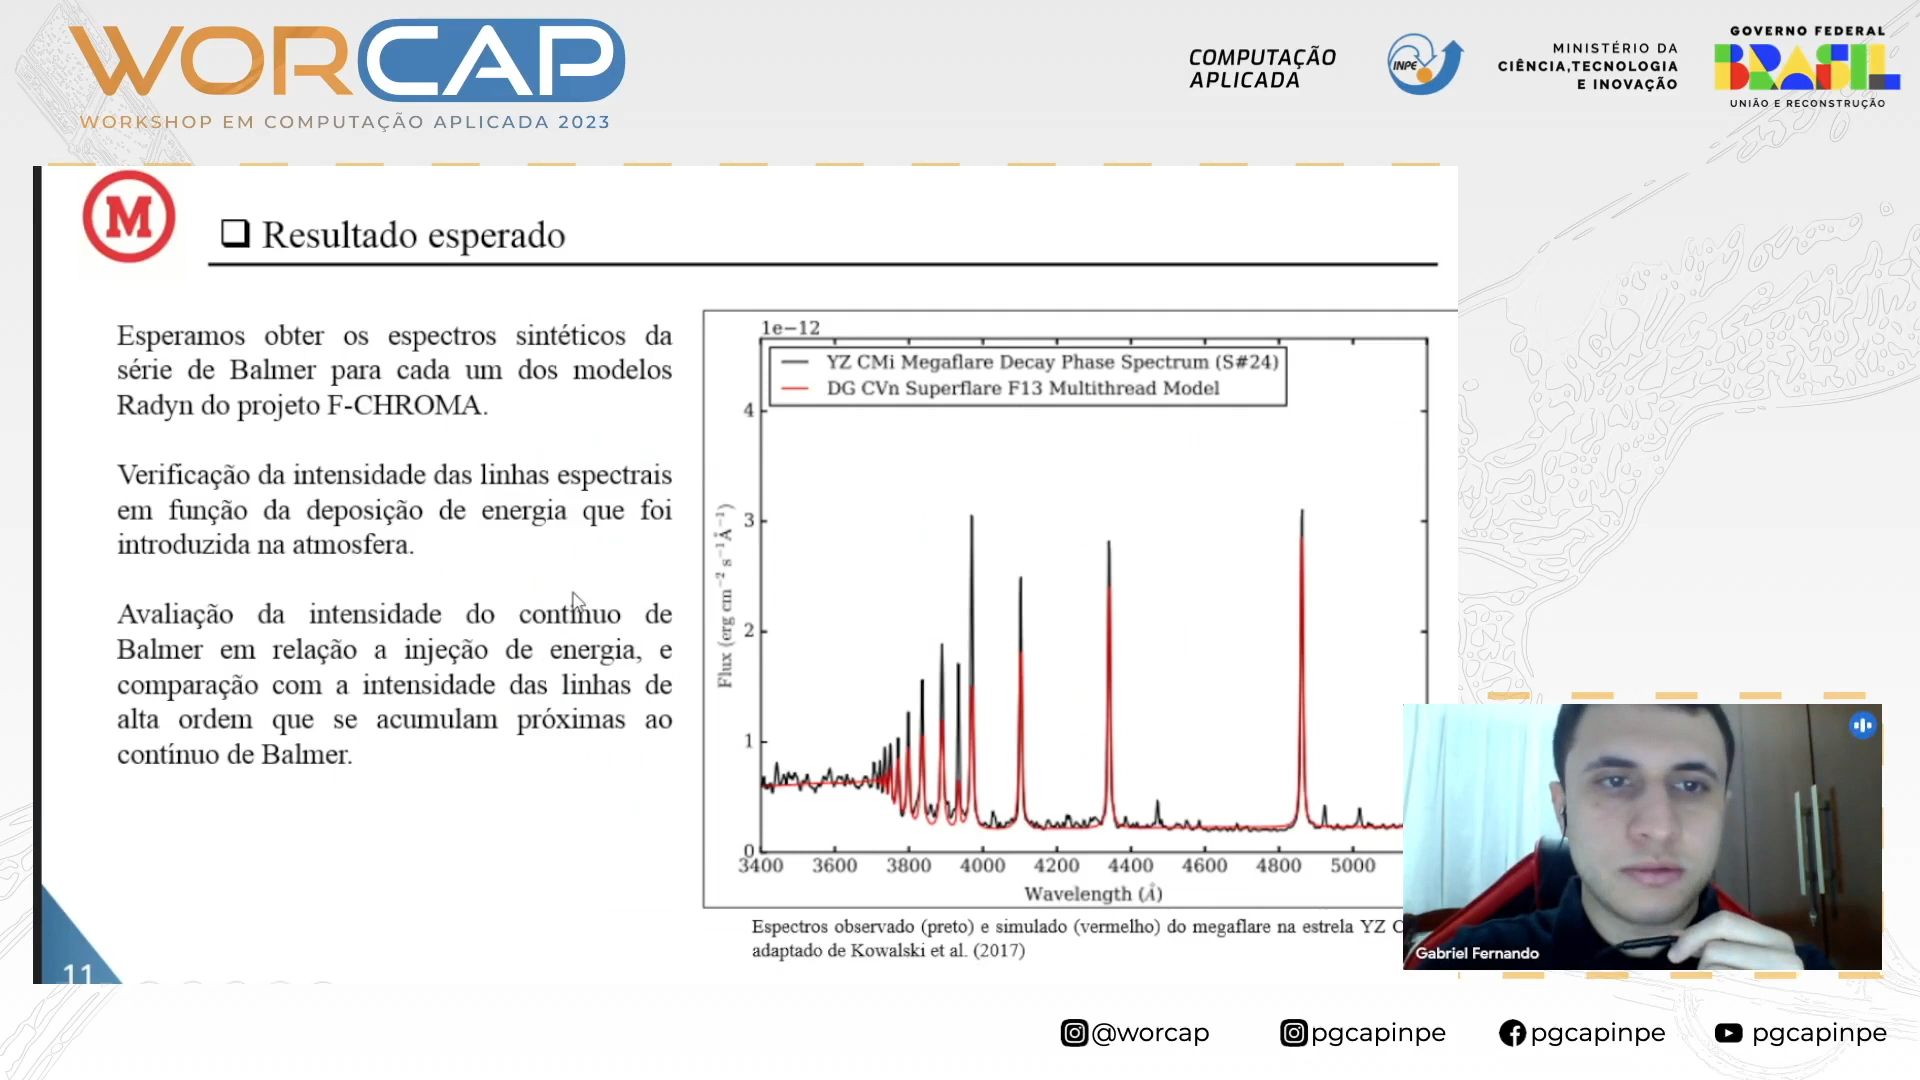 WORCAP
WORKSHOP EM COMPUTAÇÃO APLICADA 2023
COMPUTAÇÃO
APLICADA
INPE
MINISTÉRIO DA
CIÊNCIA,TECNOLOGIA
E INOVAÇÃO
GOVERNO FEDERAL
BRASIL
UNIÃO E RECONSTRUÇÃO
M
Resultado esperado
Esperamos obter os espectros sintéticos da
série de Balmer para cada um dos modelos
Radyn do projeto F-CHROMA.
Verificação da intensidade das linhas espectrais
em função da deposição de energia que foi
introduzida na atmosfera.
Avaliação da intensidade do contínuo de
Balmer em relação a injeção de energia, e
comparação com a intensidade das linhas de
alta ordem que se acumulam próximas ao
contínuo de Balmer.
1e−12
YZ CMi Megaflare Decay Phase Spectrum (S#24)
DG CVn Superflare F13 Multithread Model
4
3
2
1
0
Flux (erg cm⁻² s⁻¹Å⁻¹)
3400 3600 3800 4000 4200 4400 4600 4800 5000
Wavelength (Å)
Espectros observado (preto) e simulado (vermelho) do megaflare na estrela YZ
adaptado de Kowalski et al. (2017)
11
Gabriel Fernando
@worcap pgcapinpe pgcapinpe pgcapinpe